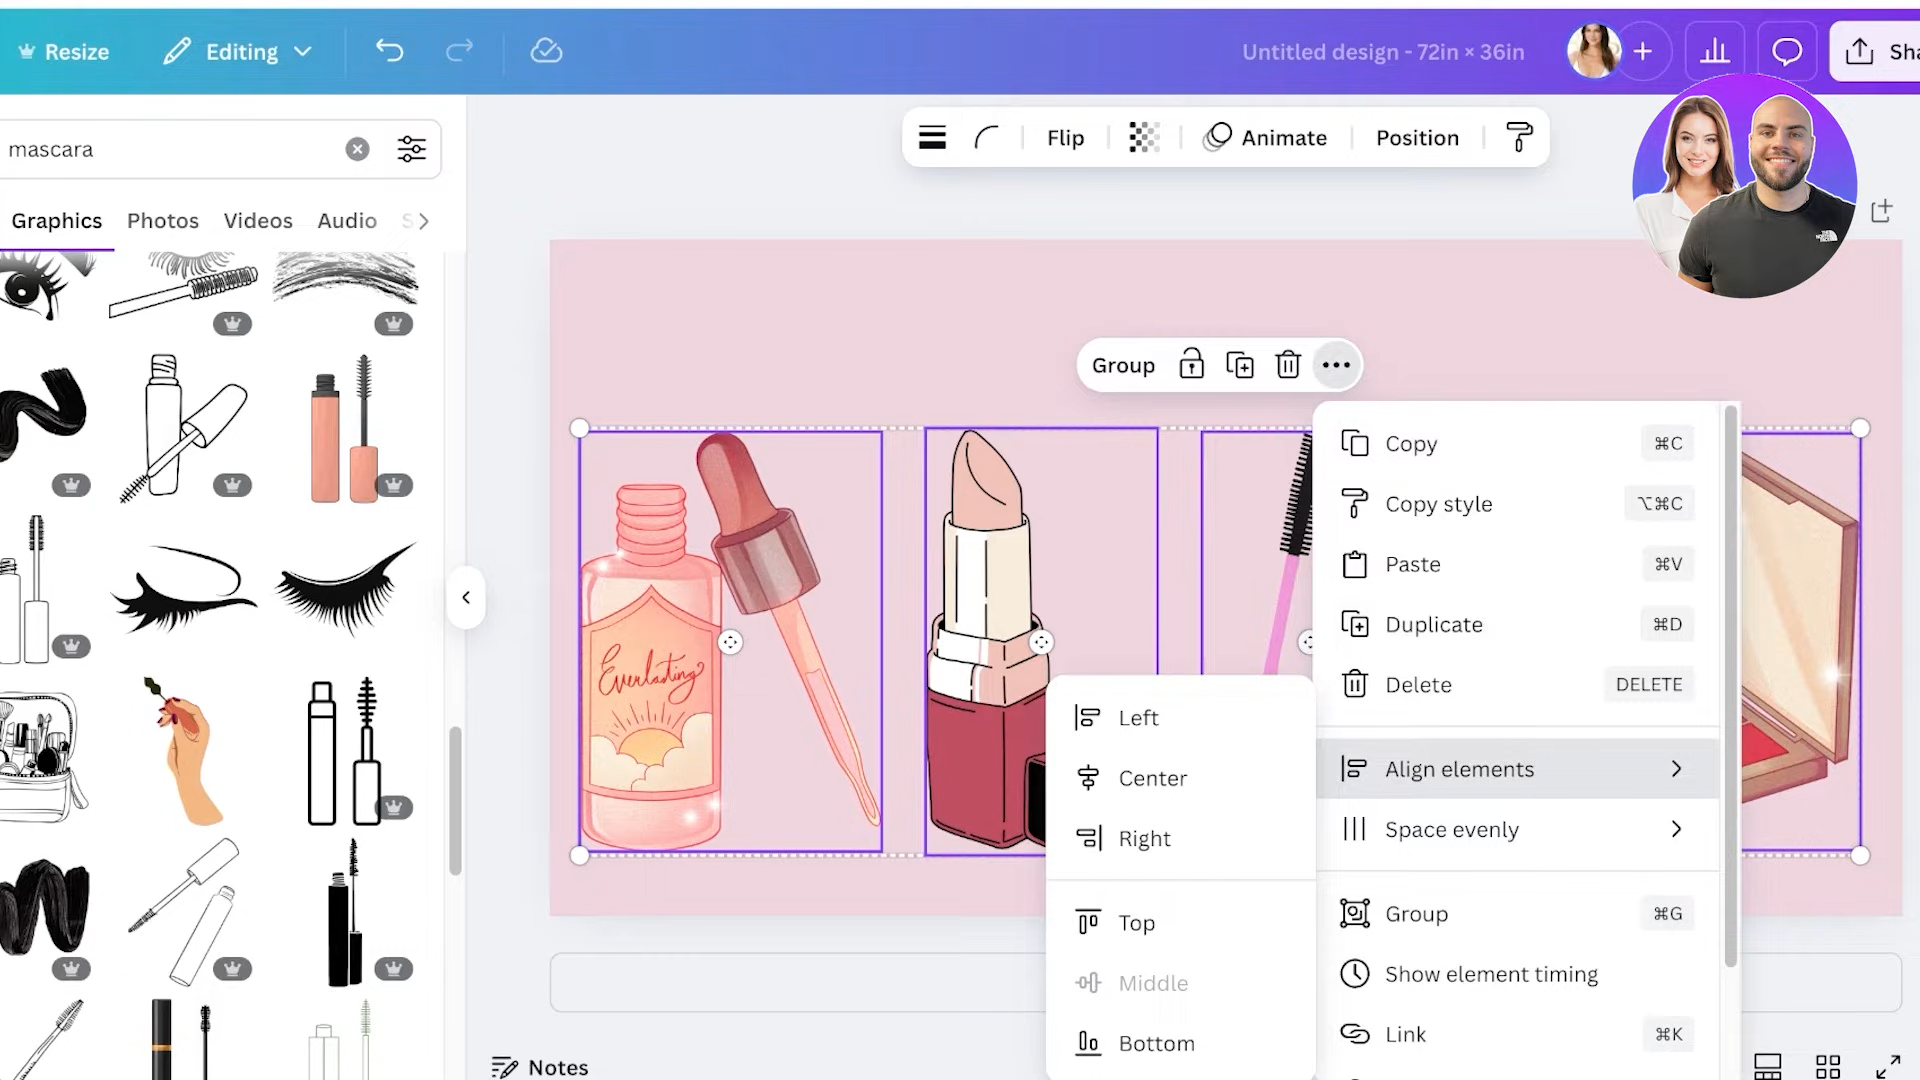 Resize
Editing
Untitled design - 72in × 36in
mascara
Flip
Animate
Position
Graphics
Photos
Videos
Audio
Group
Copy
⌘C
Copy style
⌥⌘C
Paste
⌘V
Duplicate
⌘D
Delete
DELETE
Everlasting
Left
Center
Right
Align elements
Space evenly
Top
Middle
Bottom
Group
⌘G
Show element timing
Link
⌘K
Notes